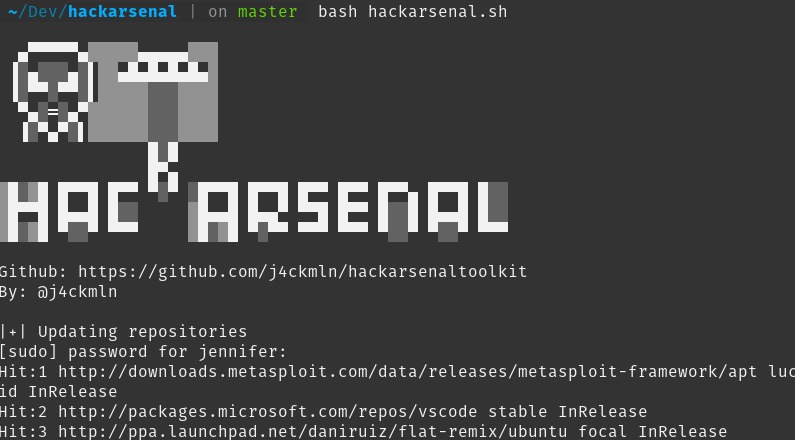 ~/Dev/hackarsenal | on master  bash hackarsenal.sh
HACKARSENAL
Github: https://github.com/j4ckmln/hackarsenaltoolkit
By: @j4ckmln
|+| Updating repositories
[sudo] password for jennifer:
Hit:1 http://downloads.metasploit.com/data/releases/metasploit-framework/apt luc
id InRelease
Hit:2 http://packages.microsoft.com/repos/vscode stable InRelease
Hit:3 http://ppa.launchpad.net/daniruiz/flat-remix/ubuntu focal InRelease